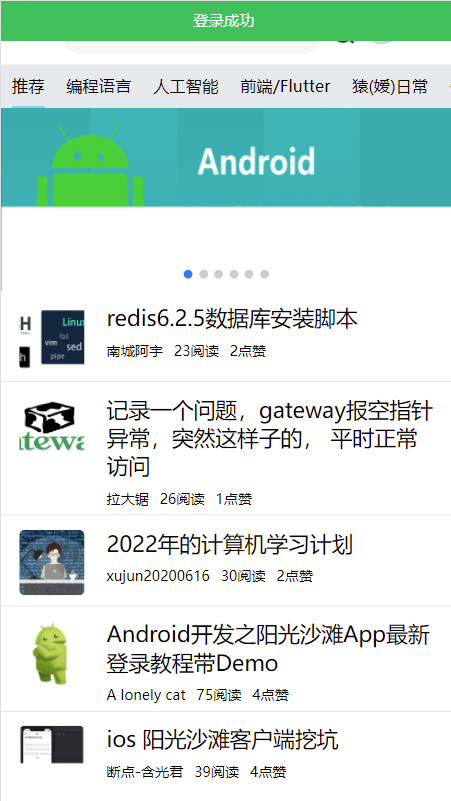 登录成功
推荐 编程语言 人工智能 前端/Flutter 猿(媛)日常
Android
Linux
vim
fail
sed
pipe
redis6.2.5数据库安装脚本
南城阿宇 23阅读 2点赞
记录一个问题，gateway报空指针
异常，突然这样子的， 平时正常
访问
拉大锯 26阅读 1点赞
2022年的计算机学习计划
xujun20200616 30阅读 2点赞
Android开发之阳光沙滩App最新
登录教程带Demo
A lonely cat 75阅读 4点赞
ios 阳光沙滩客户端挖坑
断点-含光君 39阅读 4点赞